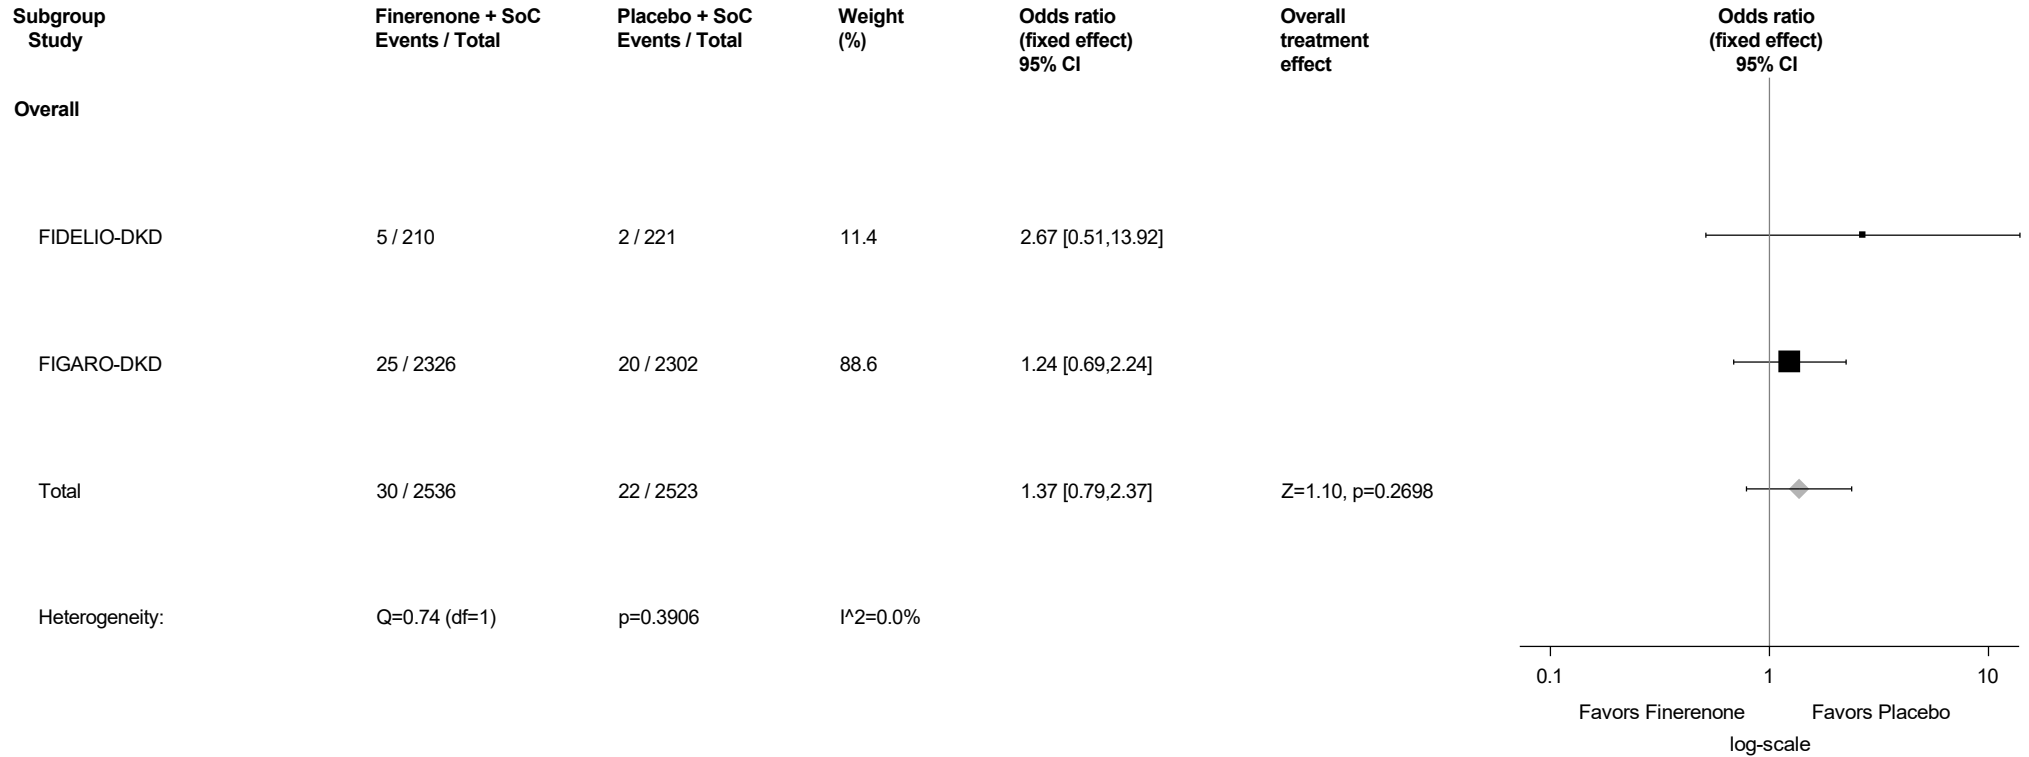 Subgroup Finerenone + SoC Placebo + SoC Weight Odds ratio Overall Odds ratio
Study Events / Total Events / Total (%) (fixed effect) treatment (fixed effect)
95% CI effect 95% CI
Overall
FIDELIO-DKD 5 / 210 2 / 221 11.4 2.67 [0.51,13.92]
FIGARO-DKD 25 / 2326 20 / 2302 88.6 1.24 [0.69,2.24]
Total 30 / 2536 22 / 2523 1.37 [0.79,2.37] Z=1.10, p=0.2698
Heterogeneity: Q=0.74 (df=1) p=0.3906 I^2=0.0%
0.1 1 10
Favors Finerenone Favors Placebo
log-scale